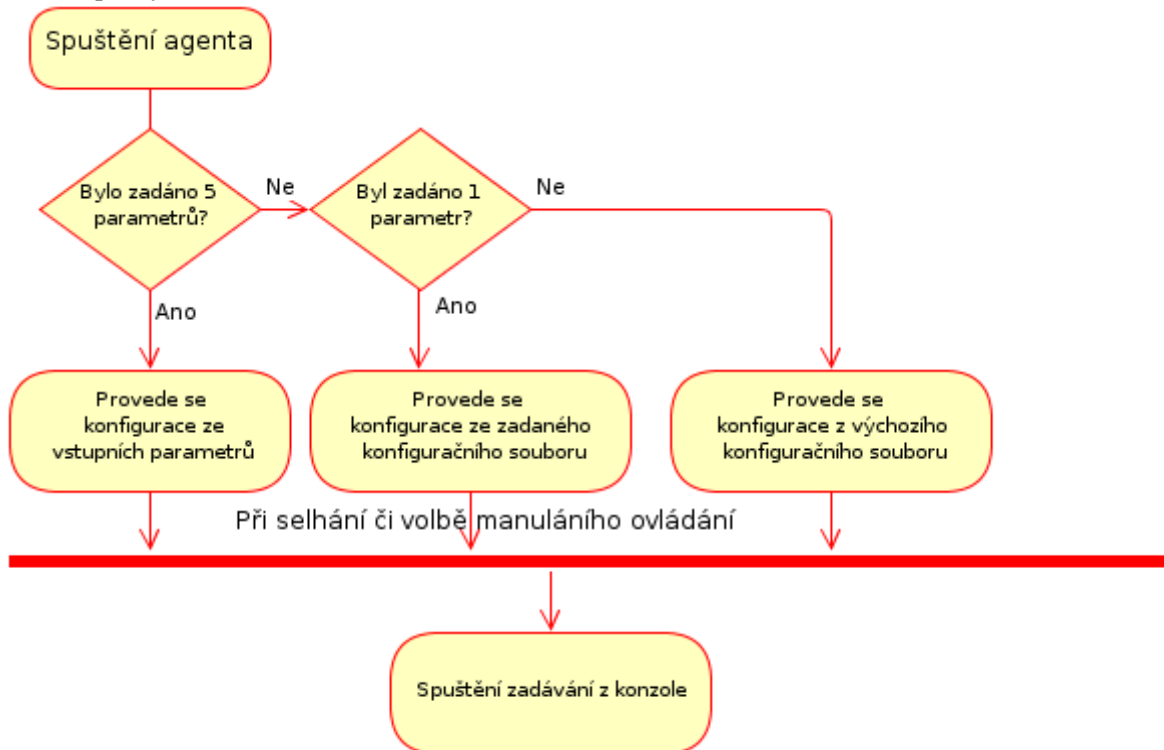 Spuštění agenta
Bylo zadáno 5
parametrů?
Ne
Byl zadáno 1
parametr?
Ne
Ano
Ano
Provede se
konfigurace ze
vstupních parametrů
Provede se
konfigurace ze zadaného
konfiguračního souboru
Provede se
konfigurace z výchozího
konfiguračního souboru
Při selhání či volbě manuláního ovládání
Spuštění zadávání z konzole